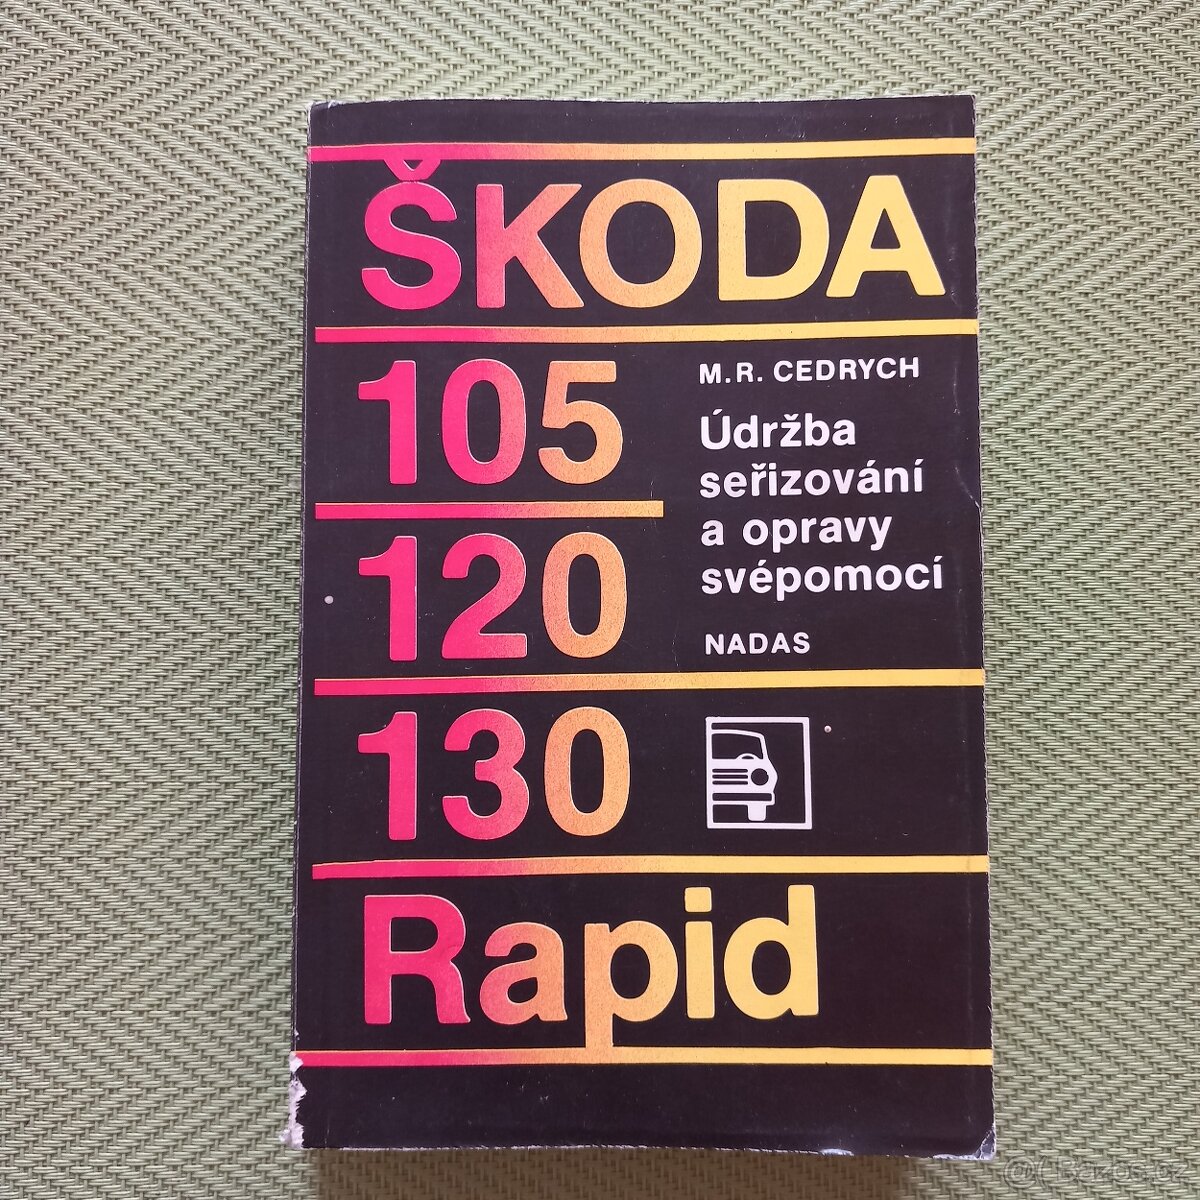 ŠKODA
105
120
130
Rapid
M.R. CEDRYCH
Údržba
seřizování
a opravy
svépomocí
NADAS